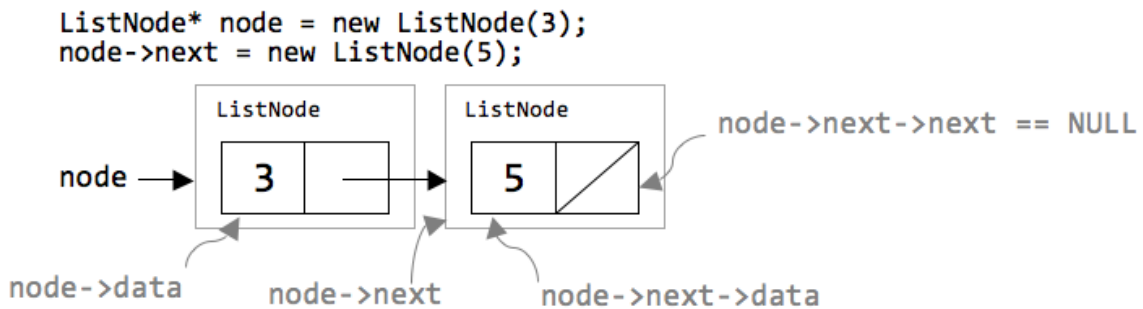 ListNode* node = new ListNode(3);
node->next = new ListNode(5);
ListNode
ListNode
node->next->next == NULL
node
3
5
node->data
node->next
node->next->data